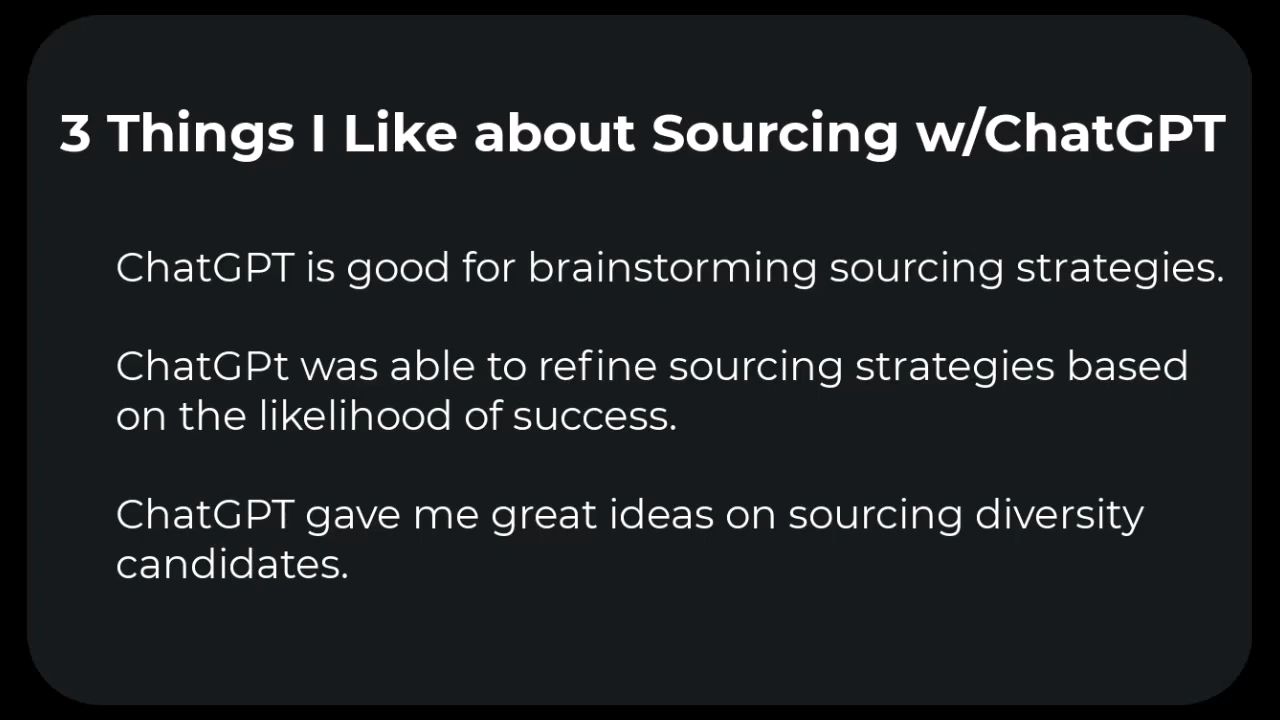 3 Things I Like about Sourcing w/ChatGPT
ChatGPT is good for brainstorming sourcing strategies.
ChatGPt was able to refine sourcing strategies based
on the likelihood of success.
ChatGPT gave me great ideas on sourcing diversity
candidates.